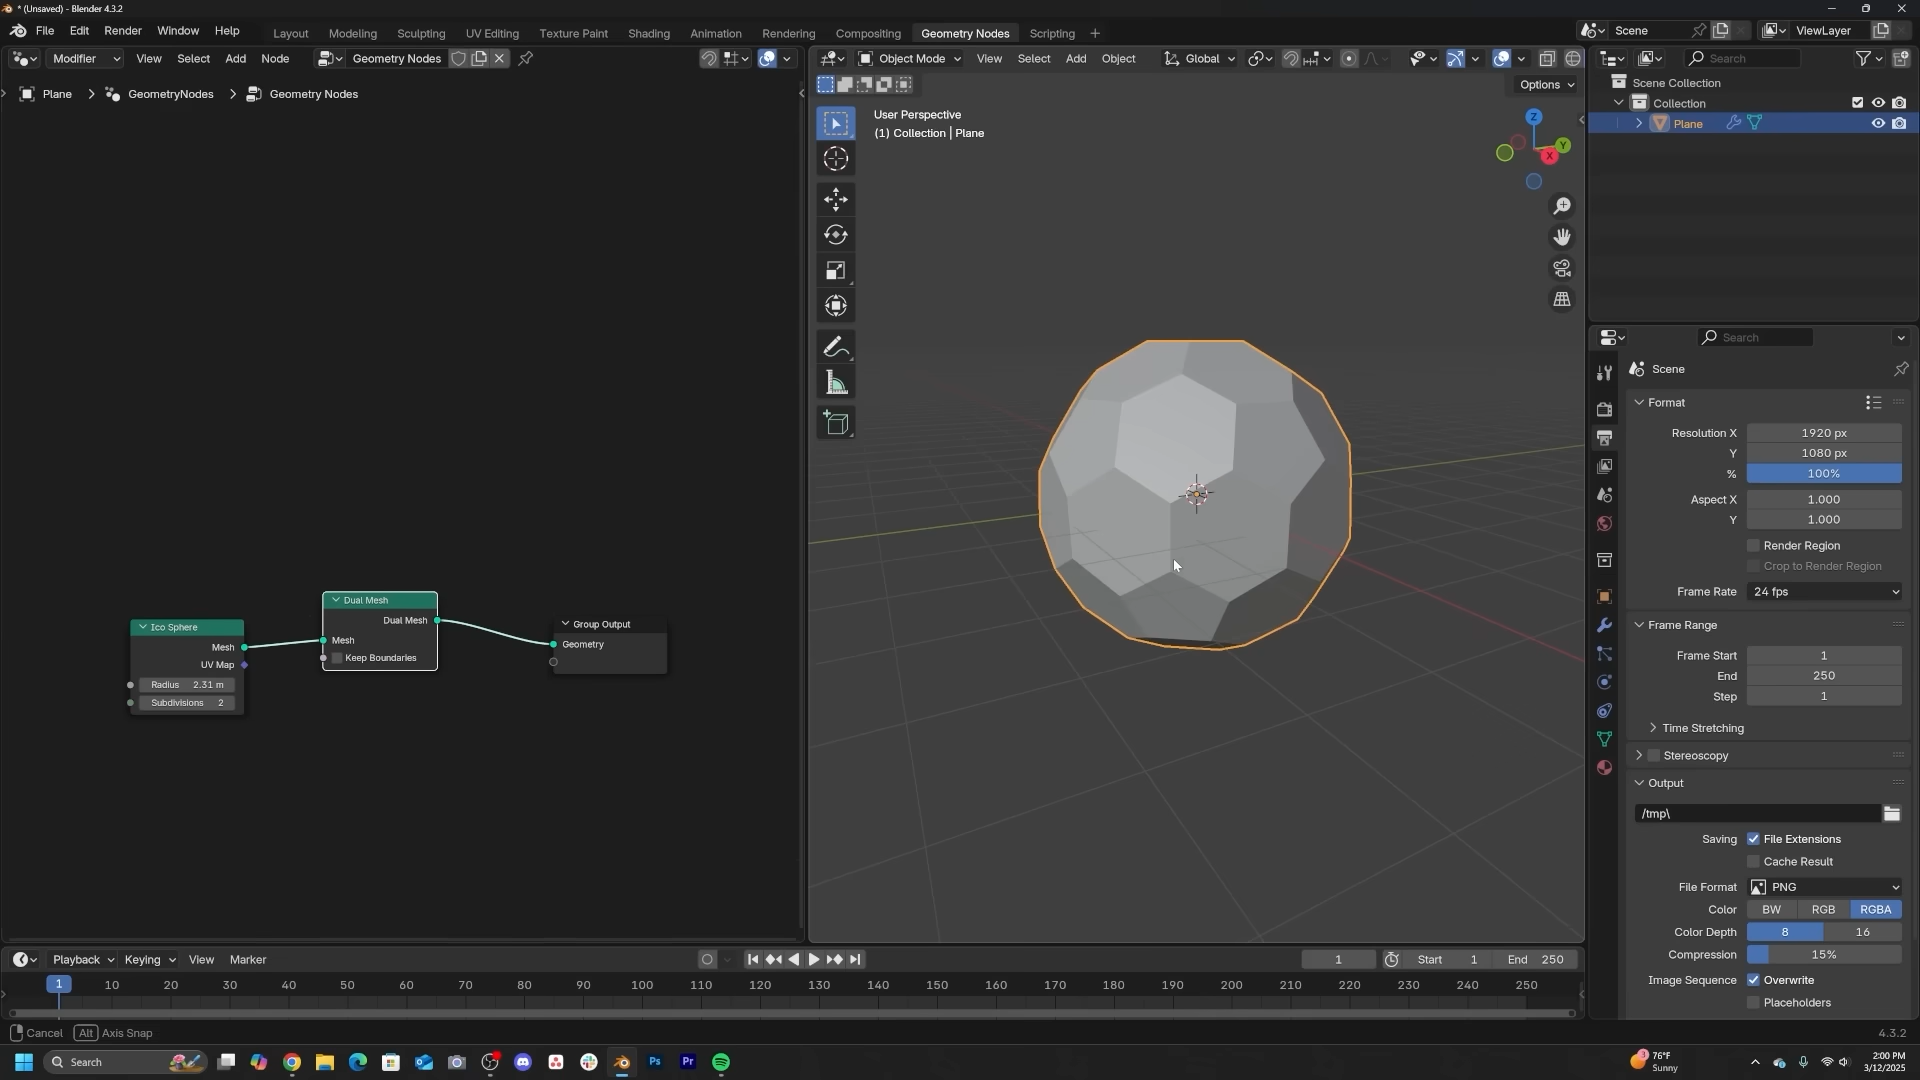 * (Unsaved) - Blender 4.3.2
File Edit Render Window Help
Layout Modeling Sculpting UV Editing Texture Paint Shading Animation Rendering Compositing Geometry Nodes Scripting +
Scene
ViewLayer
Modifier View Select Add Node
Geometry Nodes
Object Mode View Select Add Object
Global
Search
Options
Plane > GeometryNodes > Geometry Nodes
User Perspective
(1) Collection | Plane
Z
Y
X
Scene Collection
Collection
Plane
Search
Scene
Format
Resolution X 1920 px
Y 1080 px
% 100%
Aspect X 1.000
Y 1.000
Render Region
Crop to Render Region
Frame Rate 24 fps
Frame Range
Frame Start 1
End 250
Step 1
Time Stretching
Stereoscopy
Output
/tmp\
Saving File Extensions
Cache Result
File Format PNG
Color BW RGB RGBA
Color Depth 8 16
Compression 15%
Image Sequence Overwrite
Placeholders
Ico Sphere
Mesh
UV Map
Radius 2.31 m
Subdivisions 2
Dual Mesh
Dual Mesh
Mesh
Keep Boundaries
Group Output
Geometry
Playback Keying View Marker
1
Start 1
End 250
1 10 20 30 40 50 60 70 80 90 100 110 120 130 140 150 160 170 180 190 200 210 220 230 240 250
Cancel Alt Axis Snap
4.3.2
Search
Ps
Pr
76°F
Sunny
2:00 PM
3/12/2025